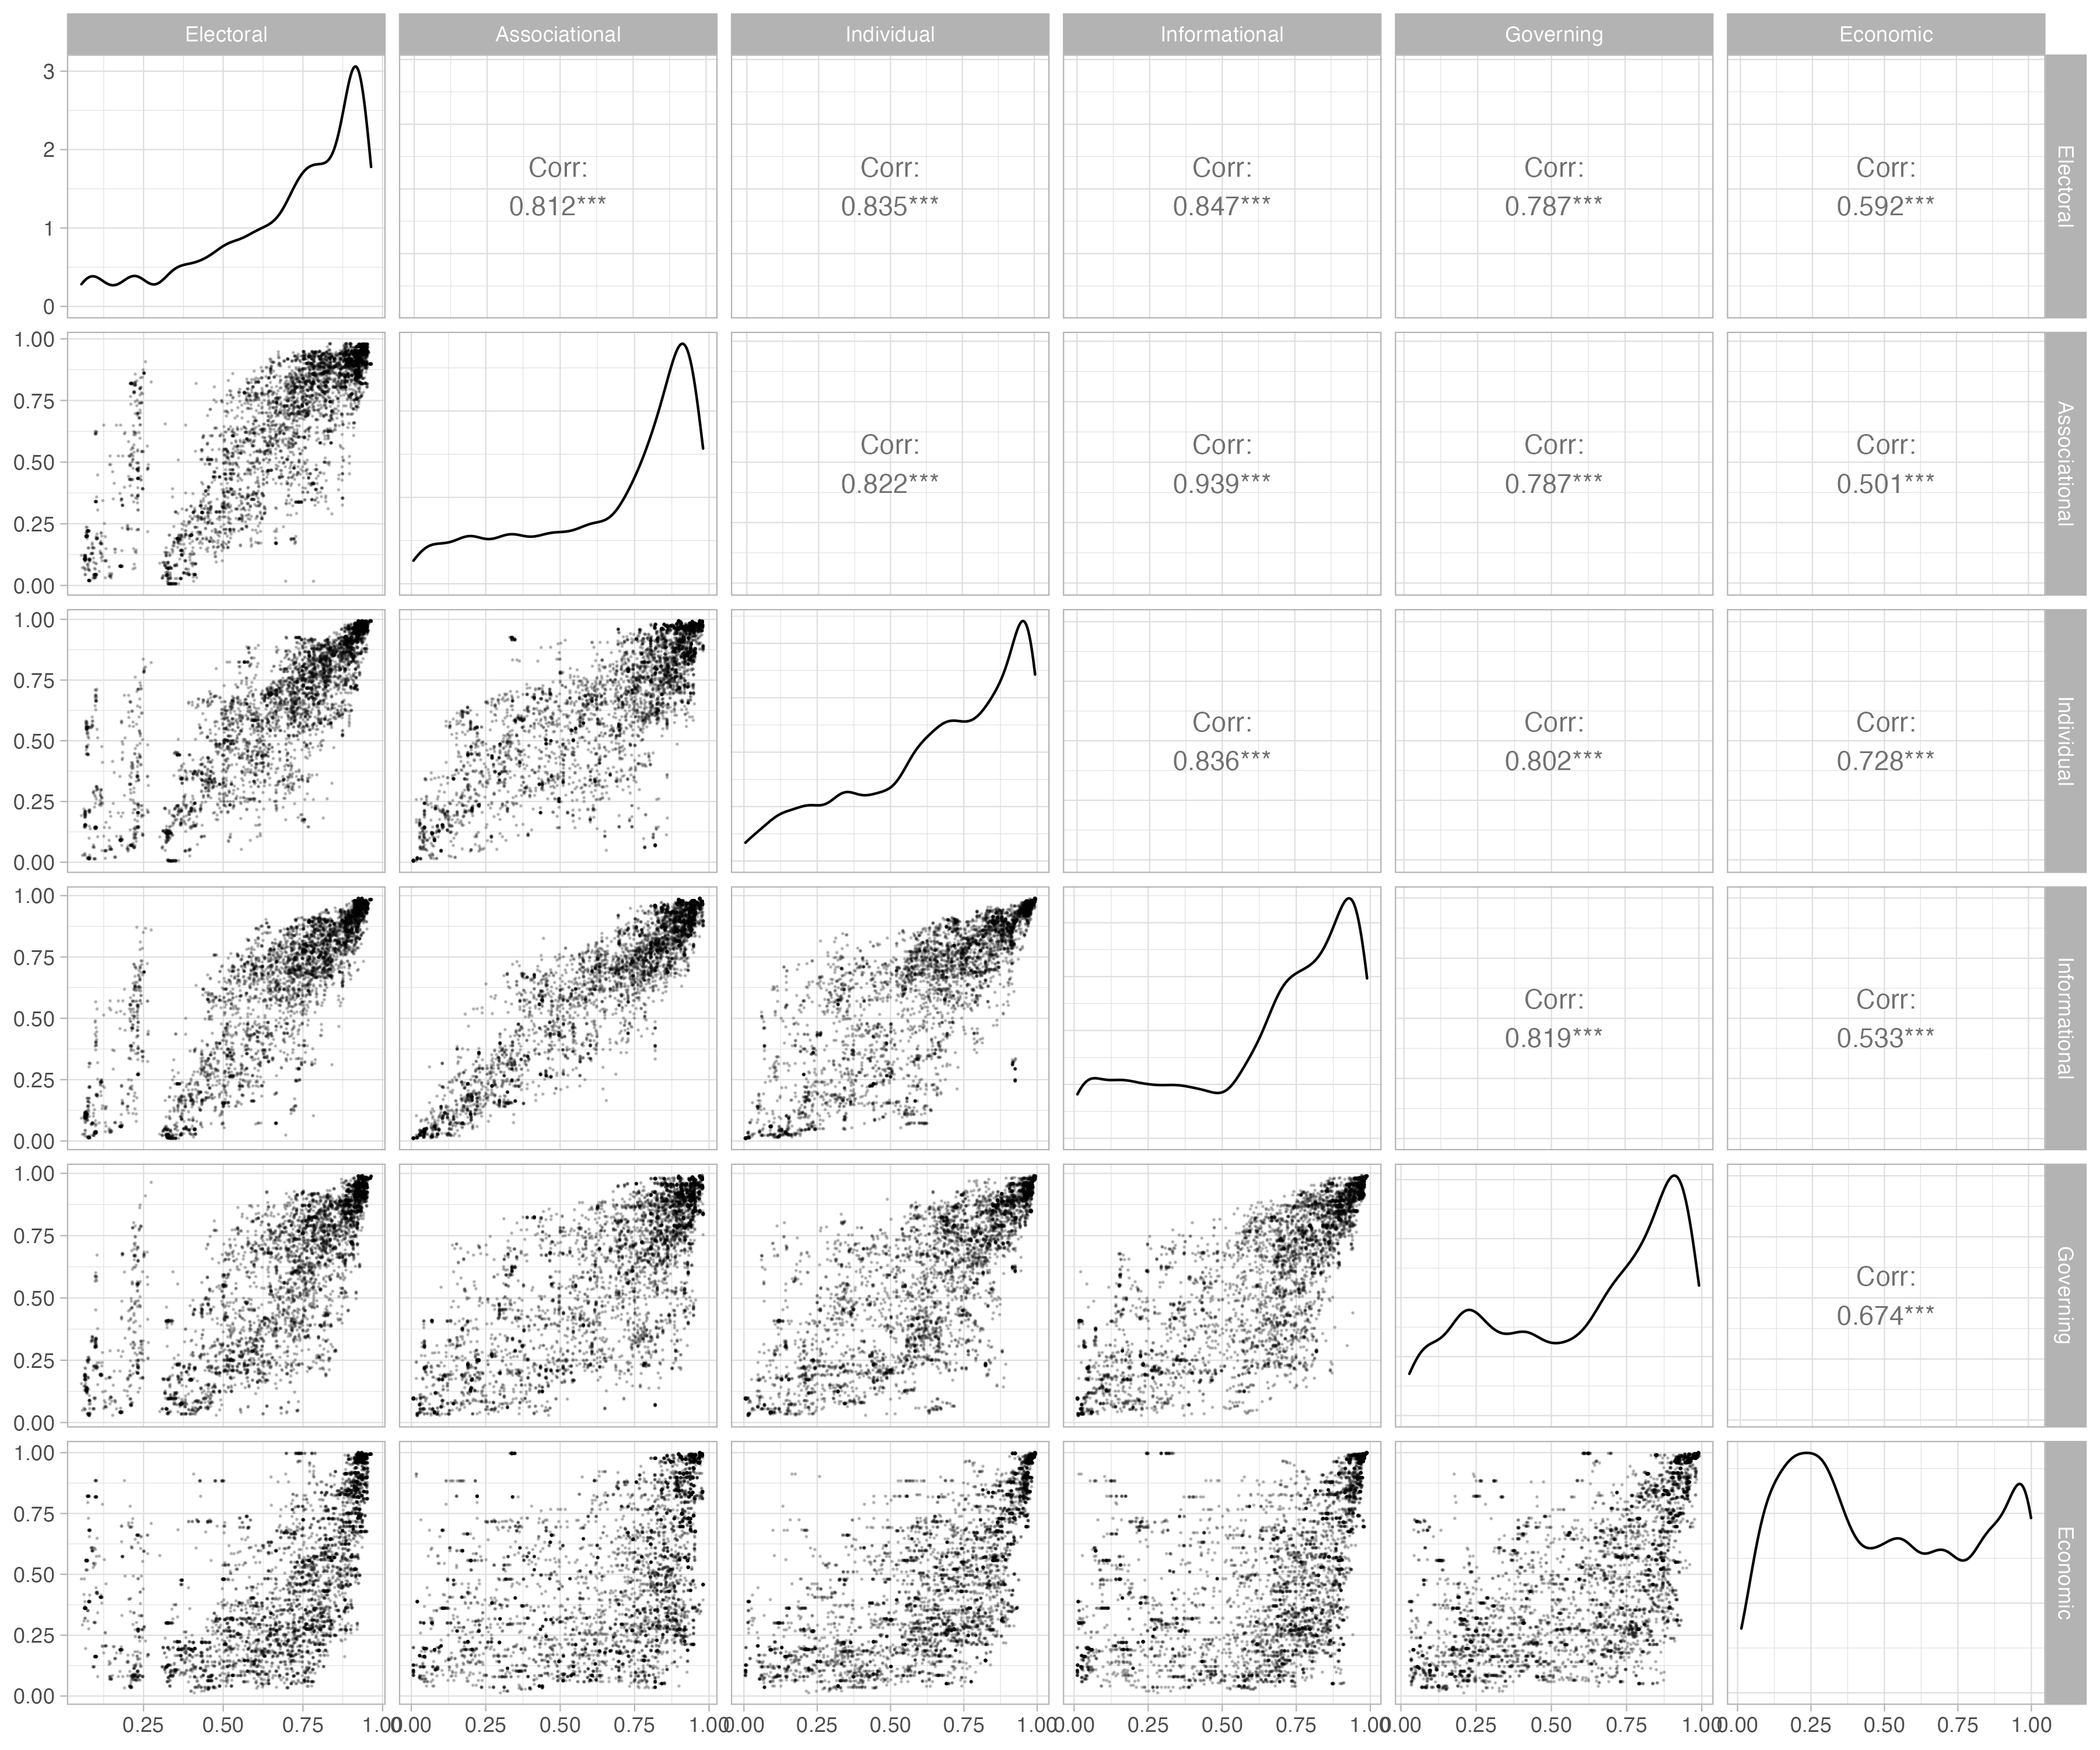 Electoral Associational Individual Informational Governing Economic
3
2
1
0
Corr:
0.812***
Corr:
0.835***
Corr:
0.847***
Corr:
0.787***
Corr:
0.592***
Electoral
1.00
0.75
0.50
0.25
0.00
Corr:
0.822***
Corr:
0.939***
Corr:
0.787***
Corr:
0.501***
Associational
1.00
0.75
0.50
0.25
0.00
Corr:
0.836***
Corr:
0.802***
Corr:
0.728***
Individual
1.00
0.75
0.50
0.25
0.00
Corr:
0.819***
Corr:
0.533***
Informational
1.00
0.75
0.50
0.25
0.00
Corr:
0.674***
Governing
1.00
0.75
0.50
0.25
0.00
Economic
0.25 0.50 0.75 1.00 0.00 0.25 0.50 0.75 1.00 0.00 0.25 0.50 0.75 1.00 0.00 0.25 0.50 0.75 1.00 0.00 0.25 0.50 0.75 1.00 0.00 0.25 0.50 0.75 1.00